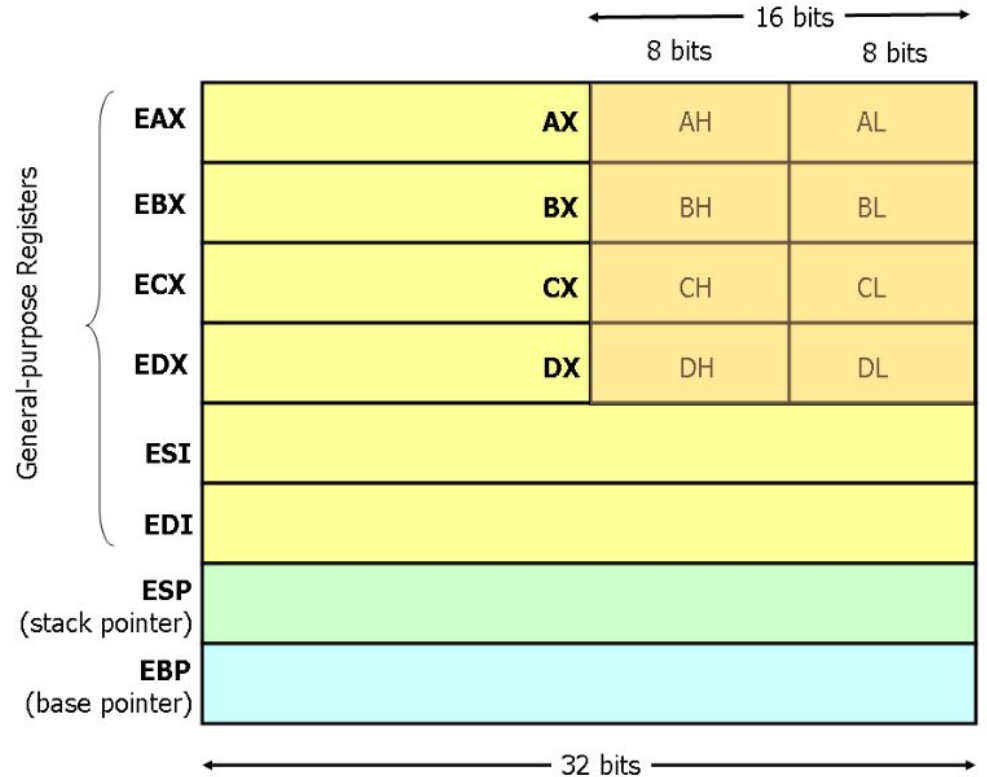 16 bits
8 bits 8 bits
General-purpose Registers
EAX AX AH AL
EBX BX BH BL
ECX CX CH CL
EDX DX DH DL
ESI
EDI
ESP
(stack pointer)
EBP
(base pointer)
32 bits